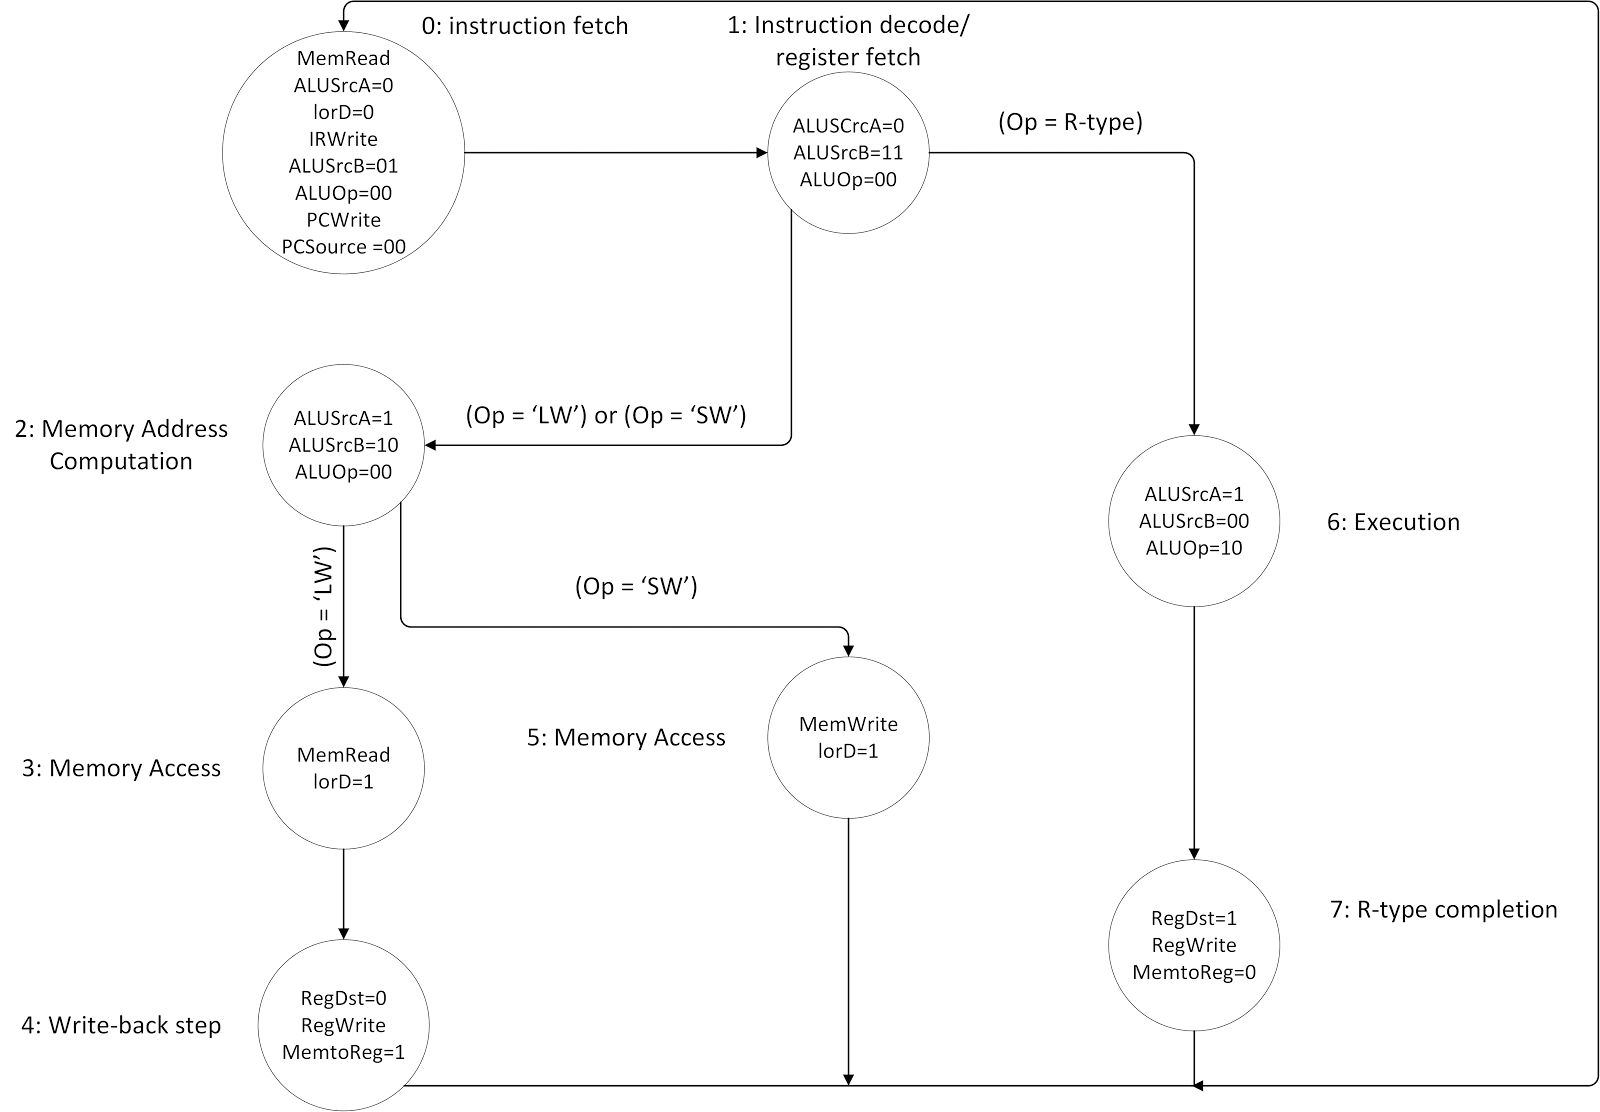 0: instruction fetch
MemRead
ALUSrcA=0
IorD=0
IRWrite
ALUSrcB=01
ALUOp=00
PCWrite
PCSource =00
1: Instruction decode/
register fetch
ALUSCrcA=0
ALUSrcB=11
ALUOp=00
(Op = R-type)
2: Memory Address
Computation
ALUSrcA=1
ALUSrcB=10
ALUOp=00
(Op = ‘LW’) or (Op = ‘SW’)
ALUSrcA=1
ALUSrcB=00
ALUOp=10
6: Execution
(Op = ‘LW’)
(Op = ‘SW’)
3: Memory Access
MemRead
IorD=1
5: Memory Access
MemWrite
IorD=1
RegDst=1
RegWrite
MemtoReg=0
7: R-type completion
4: Write-back step
RegDst=0
RegWrite
MemtoReg=1